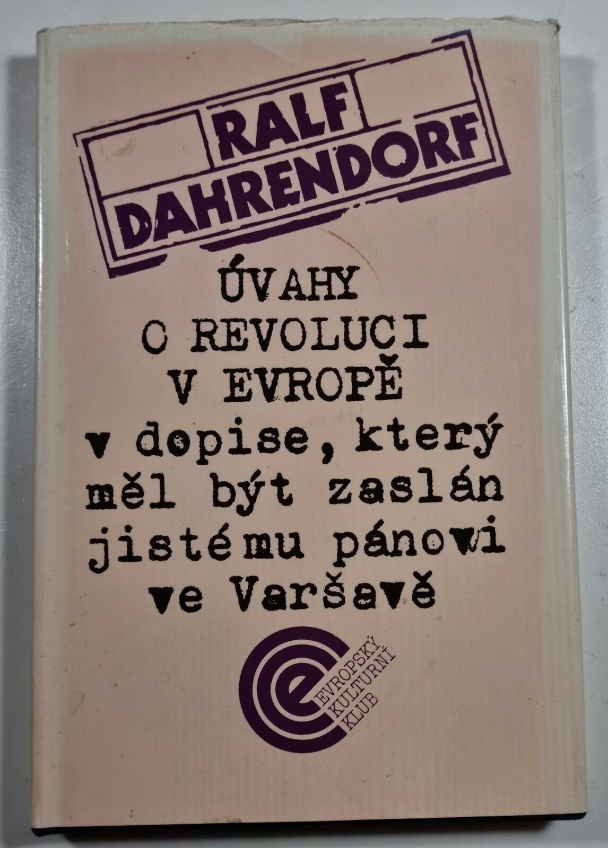 RALF
DAHRENDORF
ÚVAHY
O REVOLUCI
V EVROPĚ
v dopise, který
měl být zaslán
jistému pánovi
ve Varšavě
e
EVROPSKÝ
KULTURNÍ
KLUB